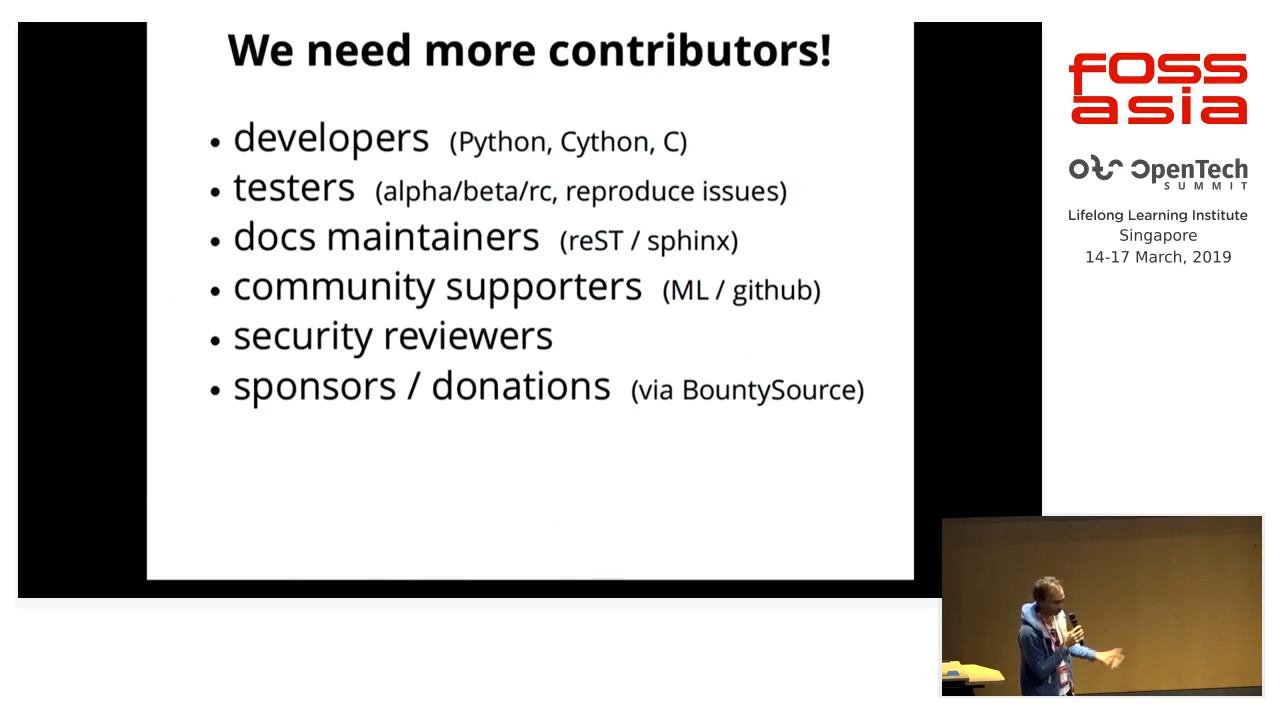 We need more contributors!
• developers (Python, Cython, C)
• testers (alpha/beta/rc, reproduce issues)
• docs maintainers (reST / sphinx)
• community supporters (ML / github)
• security reviewers
• sponsors / donations (via BountySource)
foss
asia
OpenTech
SUMMIT
Lifelong Learning Institute
Singapore
14-17 March, 2019